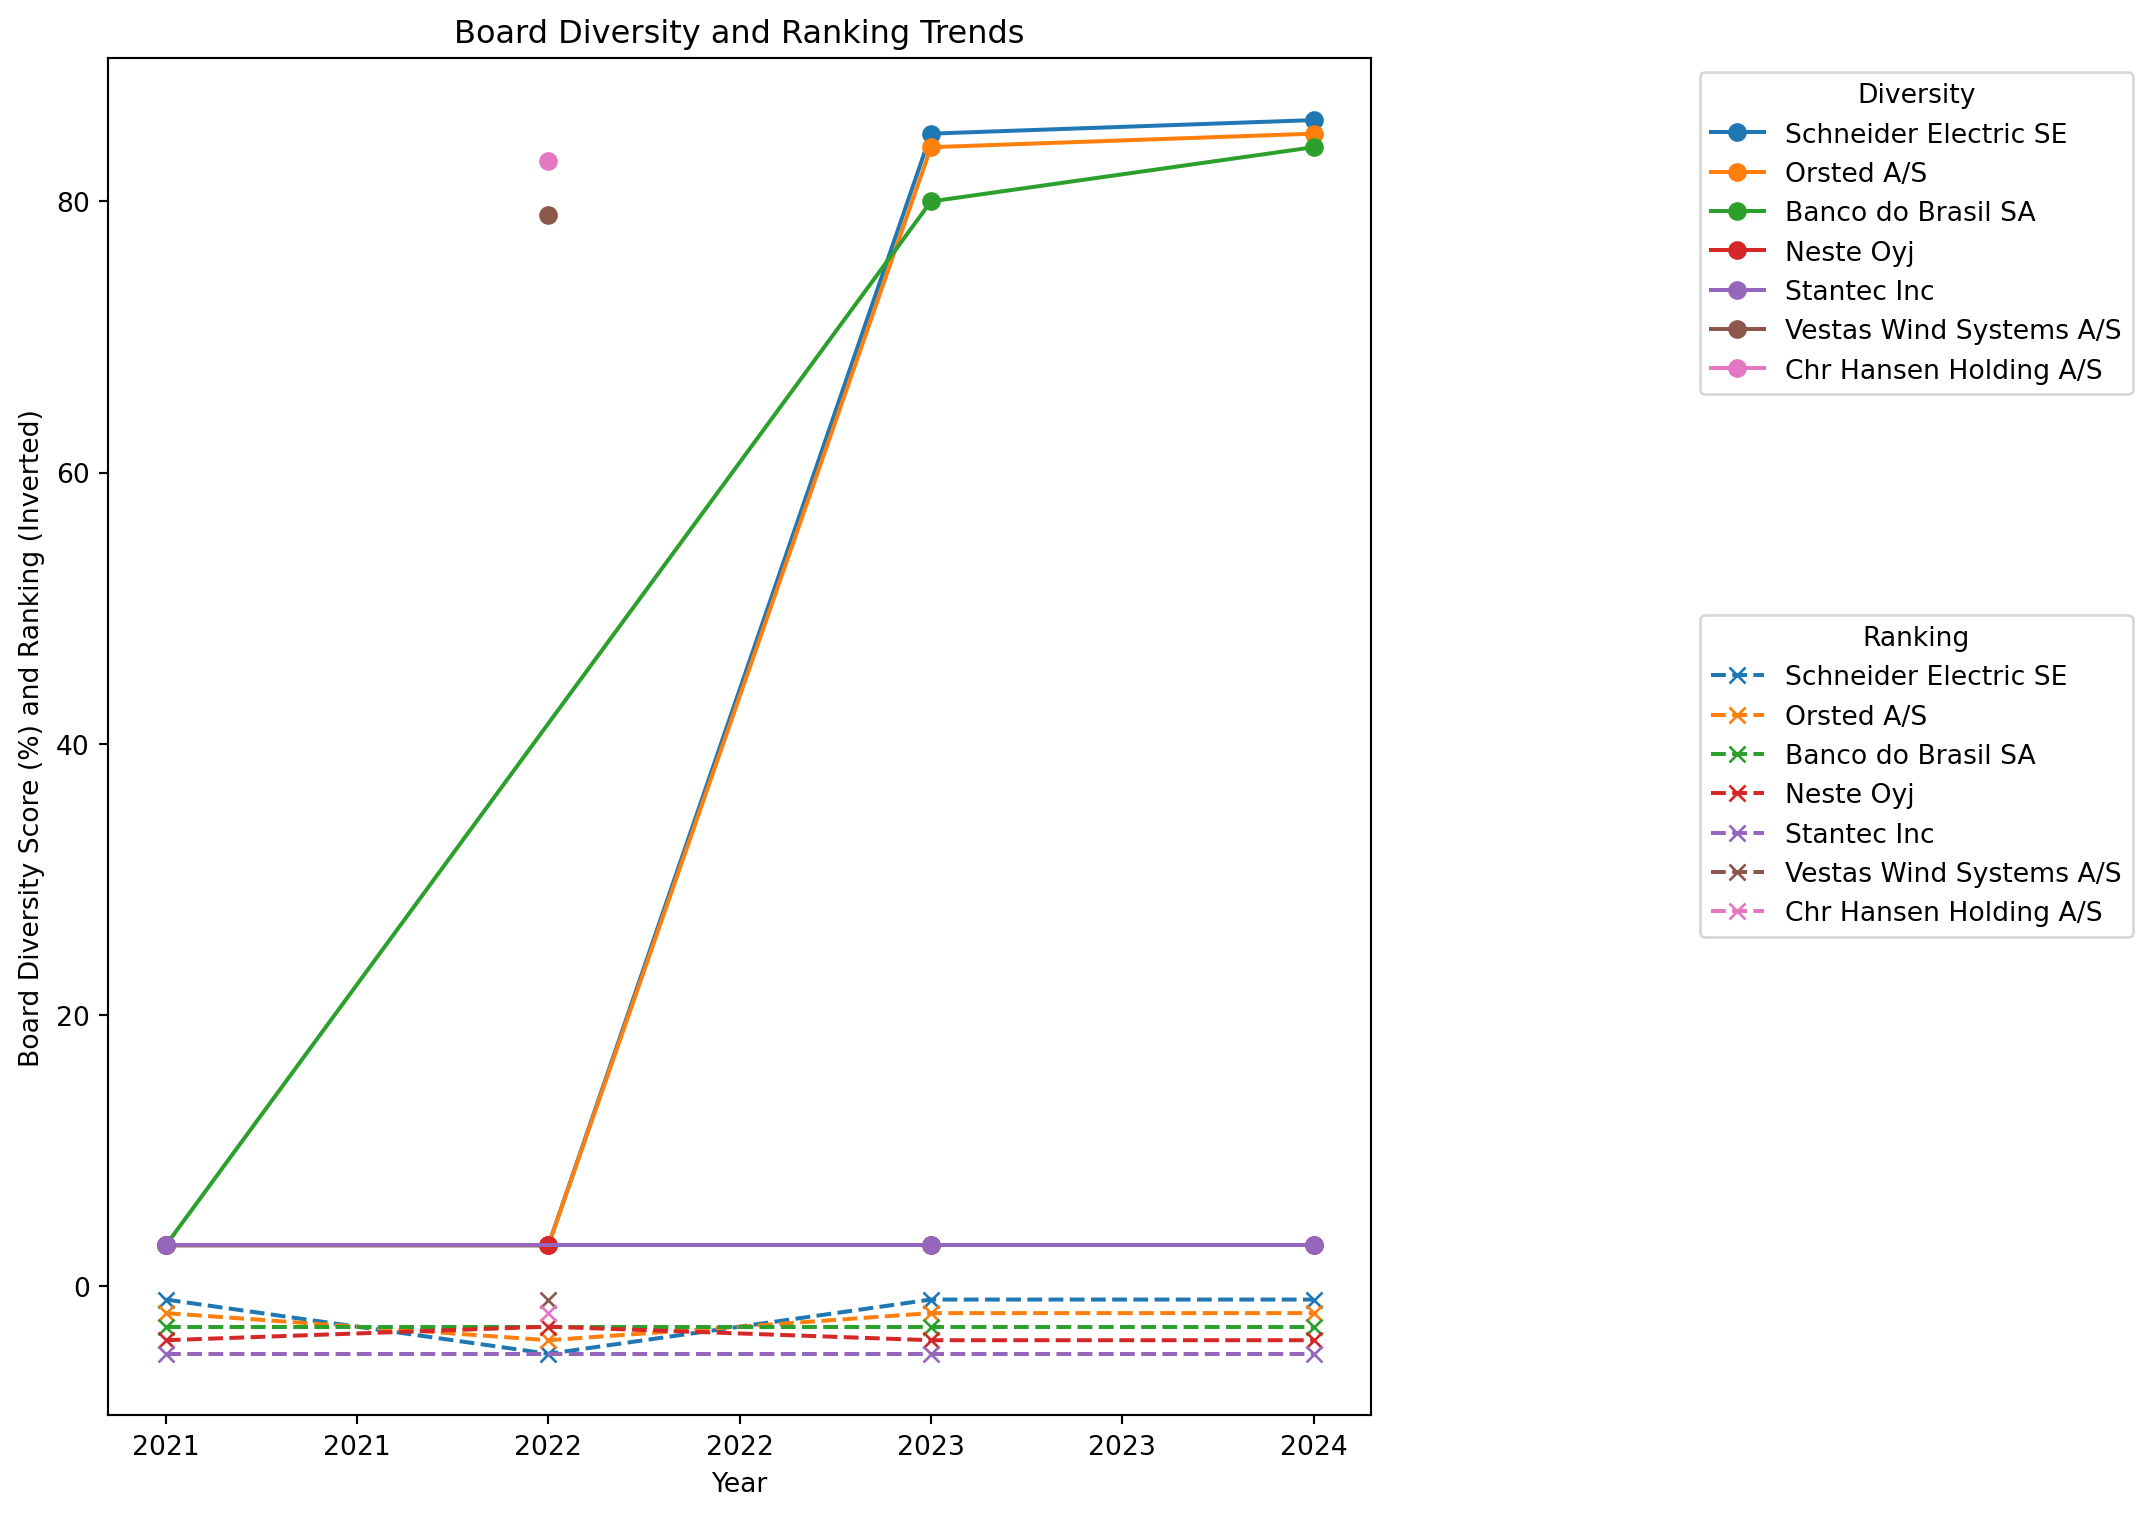 Board Diversity and Ranking Trends
Board Diversity Score (%) and Ranking (Inverted)
80
60
40
20
0
2021 2021 2022 2022 2023 2023 2024
Year
Diversity
Schneider Electric SE
Orsted A/S
Banco do Brasil SA
Neste Oyj
Stantec Inc
Vestas Wind Systems A/S
Chr Hansen Holding A/S
Ranking
Schneider Electric SE
Orsted A/S
Banco do Brasil SA
Neste Oyj
Stantec Inc
Vestas Wind Systems A/S
Chr Hansen Holding A/S